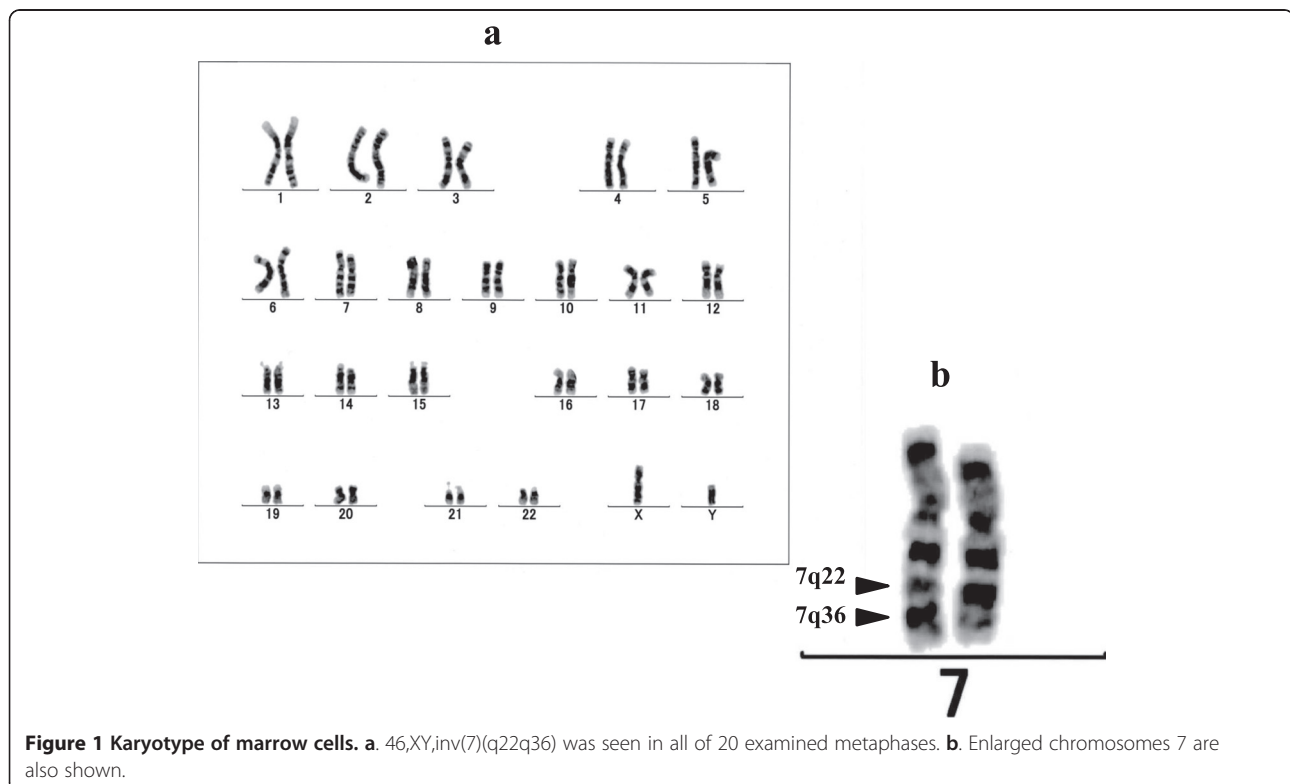 a
1 2 3 4 5
6 7 8 9 10 11 12
13 14 15 16 17 18
19 20 21 22 X Y
b
7q22
7q36
7
Figure 1 Karyotype of marrow cells. a. 46,XY,inv(7)(q22q36) was seen in all of 20 examined metaphases. b. Enlarged chromosomes 7 are
also shown.